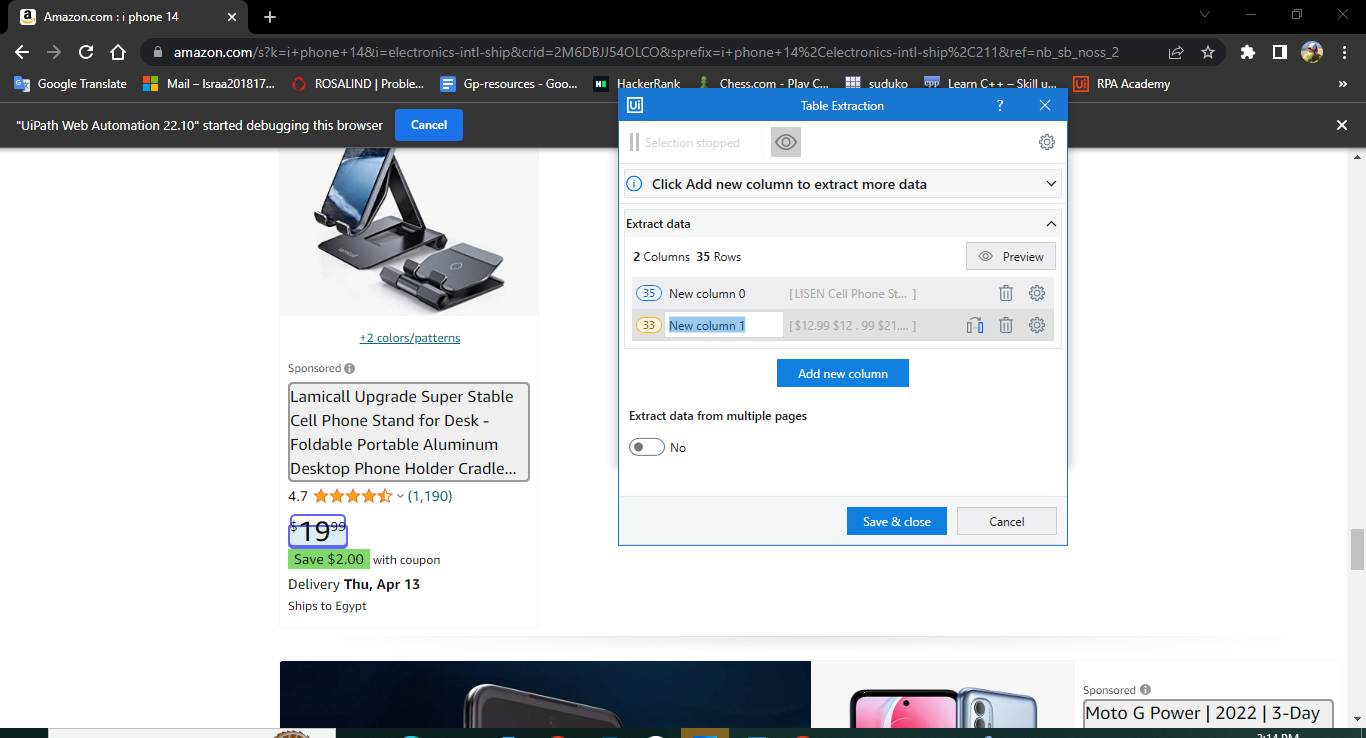 Amazon.com : i phone 14
amazon.com/s?k=i+phone+14&i=electronics-intl-ship&crid=2M6DBJJ54OLCO&sprefix=i+phone+14%2Celectronics-intl-ship%2C211&ref=nb_sb_noss_2
Google Translate
Mail – Israa201817...
ROSALIND | Proble...
Gp-resources - Goo...
HackerRank
Chess.com - Play C...
suduko
Learn C++ – Skill u...
RPA Academy
"UiPath Web Automation 22.10" started debugging this browser
Cancel
Ui
Table Extraction
?
Selection stopped
Click Add new column to extract more data
Extract data
2 Columns 35 Rows
Preview
35 New column 0 [ LISEN Cell Phone St... ]
33 New column 1 [ $12.99 $12 . 99 $21.... ]
Add new column
Extract data from multiple pages
No
Save & close
Cancel
+2 colors/patterns
Sponsored
Lamicall Upgrade Super Stable
Cell Phone Stand for Desk -
Foldable Portable Aluminum
Desktop Phone Holder Cradle...
4.7 (1,190)
$19 99
Save $2.00 with coupon
Delivery Thu, Apr 13
Ships to Egypt
Sponsored
Moto G Power | 2022 | 3-Day